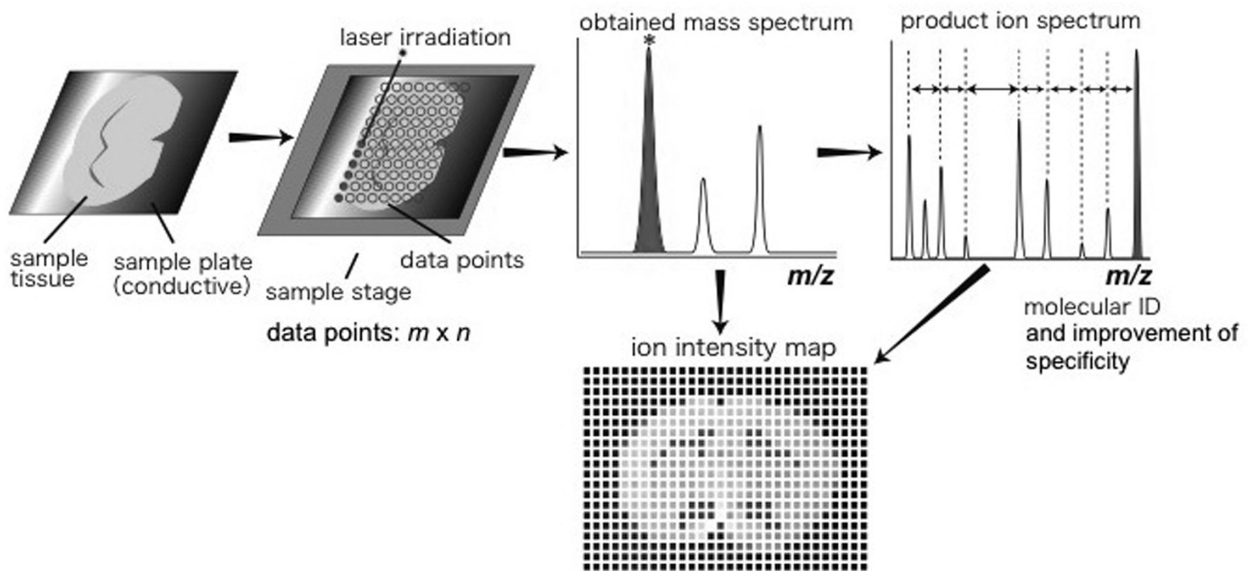 laser irradiation
sample
tissue
sample plate
(conductive)
sample stage
data points
data points: m x n
obtained mass spectrum
*
m/z
product ion spectrum
m/z
molecular ID
and improvement of
specificity
ion intensity map